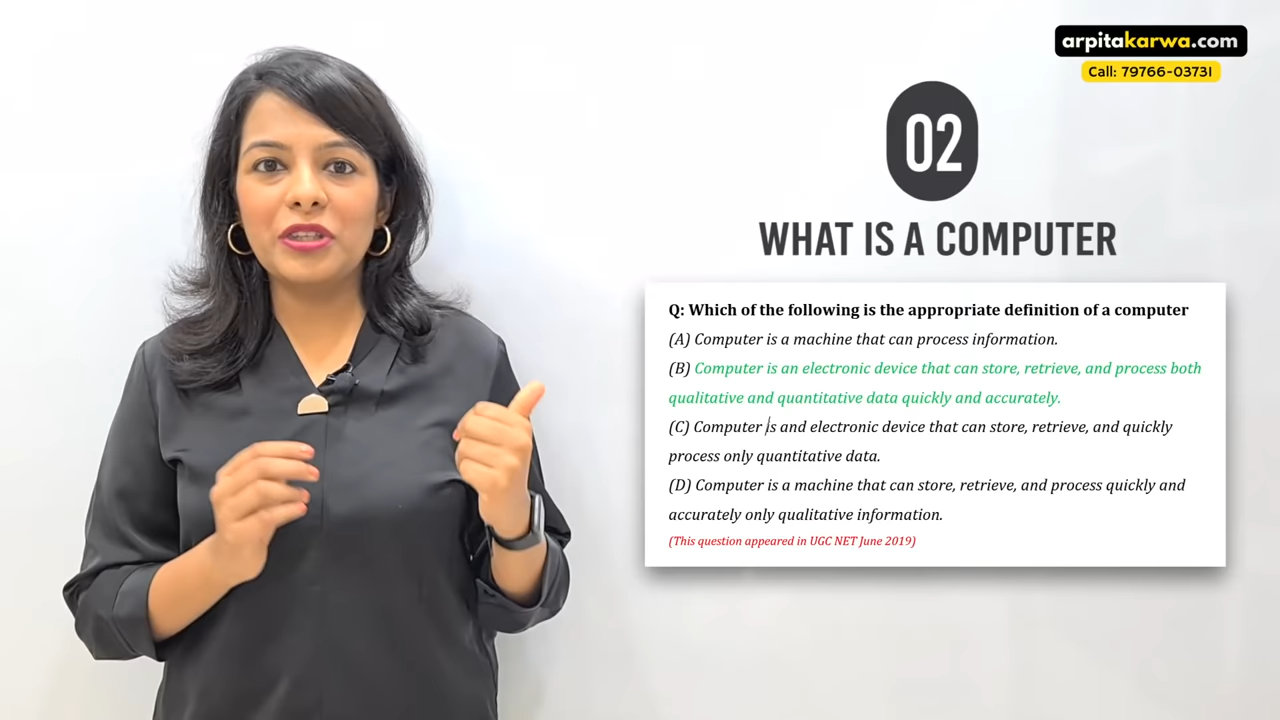 arpitakarwa.com
Call: 79766-03731
02
WHAT IS A COMPUTER
Q: Which of the following is the appropriate definition of a computer
(A) Computer is a machine that can process information.
(B) Computer is an electronic device that can store, retrieve, and process both
qualitative and quantitative data quickly and accurately.
(C) Computer is and electronic device that can store, retrieve, and quickly
process only quantitative data.
(D) Computer is a machine that can store, retrieve, and process quickly and
accurately only qualitative information.
(This question appeared in UGC NET June 2019)